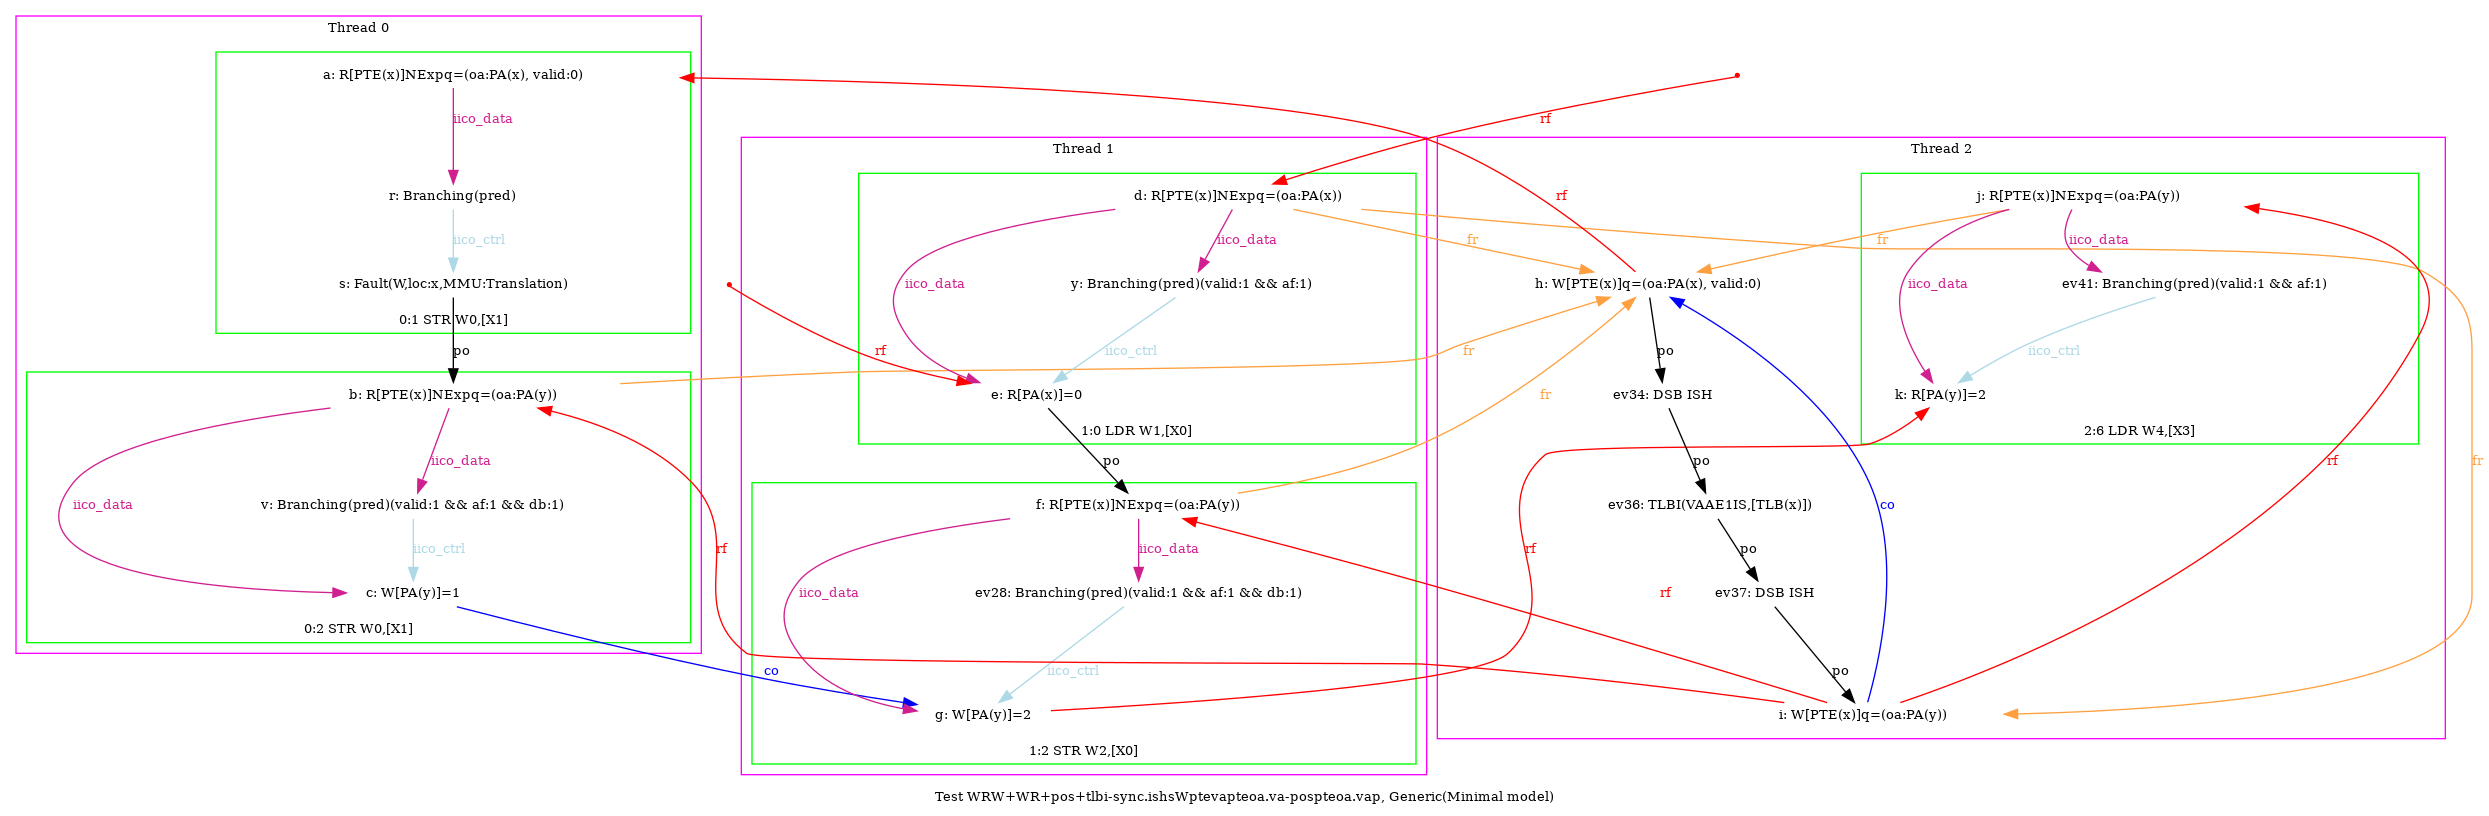 Thread 0
a: R[PTE(x)]NExpq=(oa:PA(x), valid:0)
iico_data
r: Branching(pred)
iico_ctrl
s: Fault(W,loc:x,MMU:Translation)
0:1 STR W0,[X1]
po
b: R[PTE(x)]NExpq=(oa:PA(y))
iico_data
iico_data
v: Branching(pred)(valid:1 && af:1 && db:1)
iico_ctrl
c: W[PA(y)]=1
0:2 STR W0,[X1]
co
rf
rf
Thread 1
d: R[PTE(x)]NExpq=(oa:PA(x))
rf
iico_data
iico_data
y: Branching(pred)(valid:1 && af:1)
iico_ctrl
e: R[PA(x)]=0
1:0 LDR W1,[X0]
po
f: R[PTE(x)]NExpq=(oa:PA(y))
iico_data
iico_data
ev28: Branching(pred)(valid:1 && af:1 && db:1)
iico_ctrl
g: W[PA(y)]=2
1:2 STR W2,[X0]
Thread 2
rf
fr
fr
h: W[PTE(x)]q=(oa:PA(x), valid:0)
fr
fr
po
ev34: DSB ISH
po
ev36: TLBI(VAAE1IS,[TLB(x)])
po
ev37: DSB ISH
po
i: W[PTE(x)]q=(oa:PA(y))
co
rf
rf
j: R[PTE(x)]NExpq=(oa:PA(y))
iico_data
iico_data
ev41: Branching(pred)(valid:1 && af:1)
iico_ctrl
k: R[PA(y)]=2
2:6 LDR W4,[X3]
rf
fr
Test WRW+WR+pos+tlbi-sync.ishsWptevapteoa.va-pospteoa.vap, Generic(Minimal model)